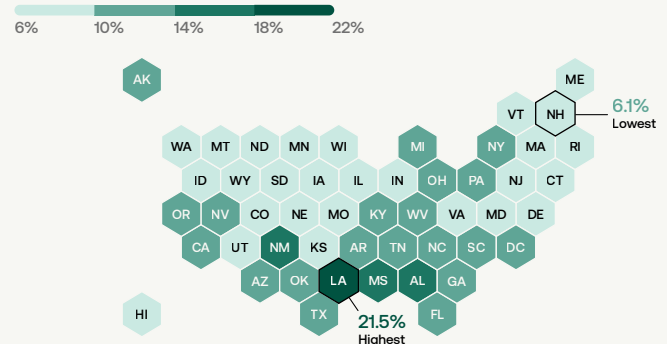 6% 10% 14% 18% 22%
AK ME
VT NH 6.1%
Lowest
WA MT ND MN WI MI NY MA RI
ID WY SD IA IL IN OH PA NJ CT
OR NV CO NE MO KY WV VA MD DE
CA UT NM KS AR TN NC SC DC
AZ OK LA MS AL GA
HI TX FL
21.5%
Highest